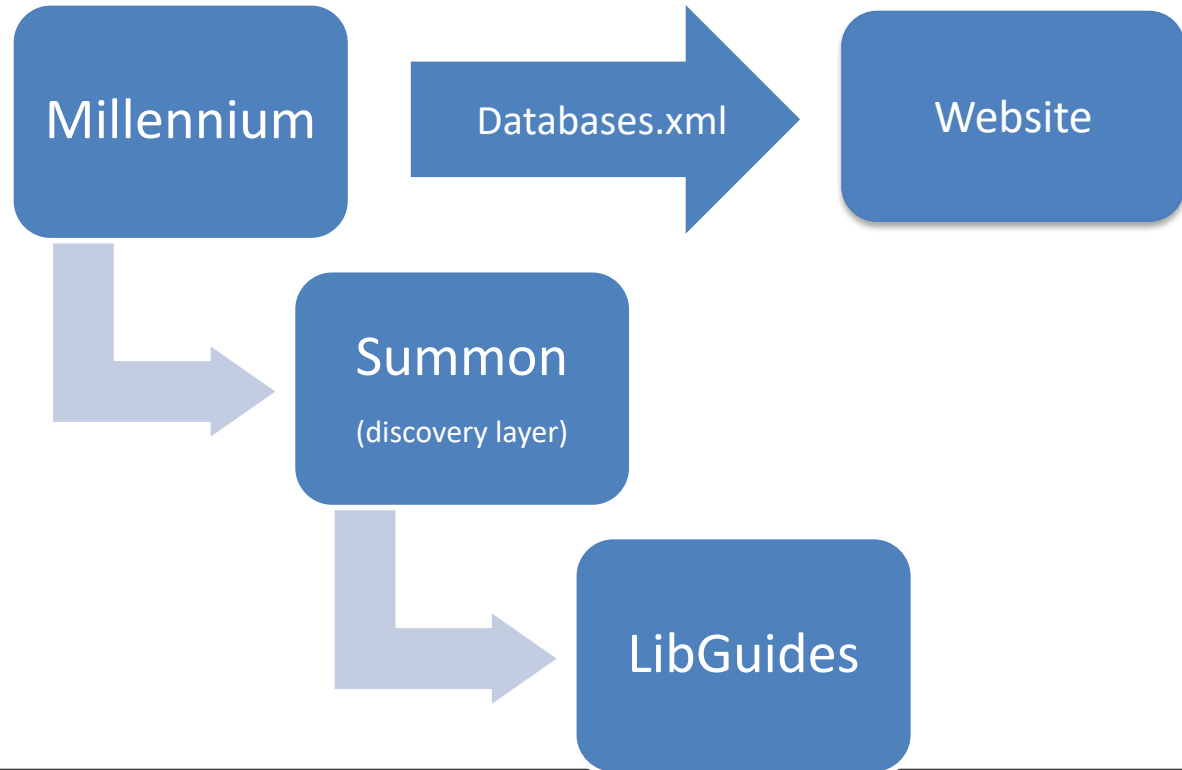 Millennium
Databases.xml
Website
Summon
(discovery layer)
LibGuides